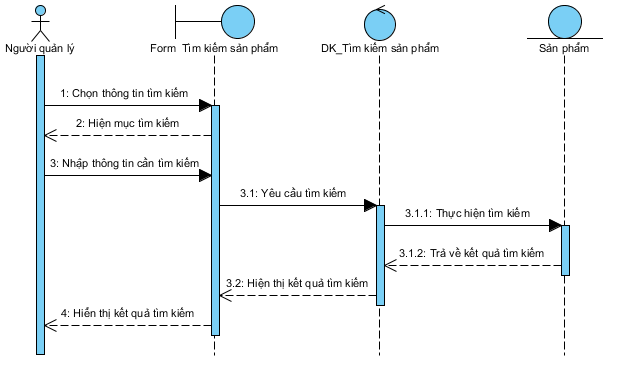 Người quản lý
Form Tìm kiếm sản phẩm
DK_Tìm kiếm sản phẩm
Sản phẩm
1: Chọn thông tin tìm kiếm
2: Hiện mục tìm kiếm
3: Nhập thông tin cần tìm kiếm
3.1: Yêu cầu tìm kiếm
3.1.1: Thực hiện tìm kiếm
3.1.2: Trả về kết quả tìm kiếm
3.2: Hiện thị kết quả tìm kiếm
4: Hiển thị kết quả tìm kiếm